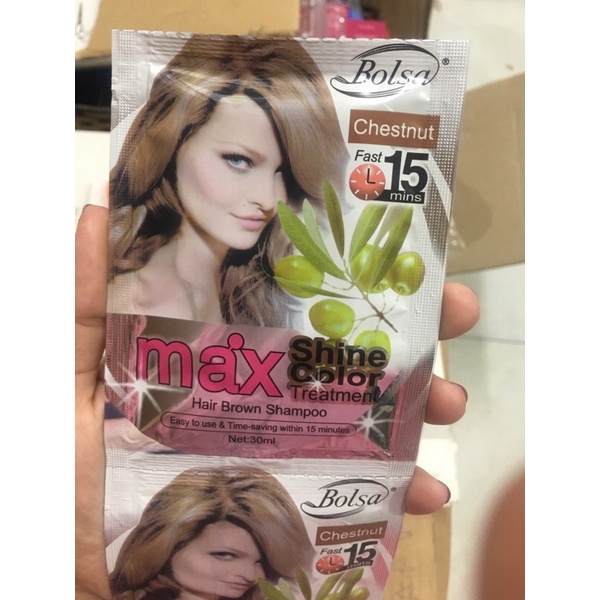 Bolsa®
Chestnut
Fast 15
mins
max Shine
Color
Treatment
Hair Brown Shampoo
Easy to use & Time-saving within 15 minutes
Net:30ml
Bolsa®
Chestnut
Fast 15
mins